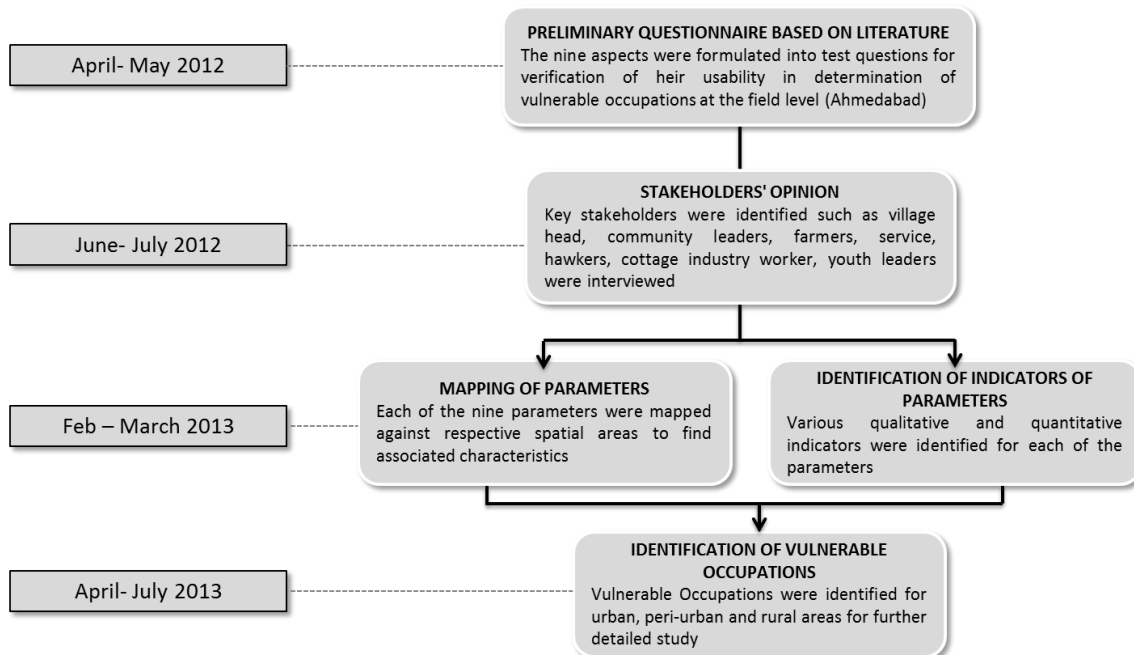 April- May 2012
PRELIMINARY QUESTIONNAIRE BASED ON LITERATURE
The nine aspects were formulated into test questions for
verification of heir usability in determination of
vulnerable occupations at the field level (Ahmedabad)
June- July 2012
STAKEHOLDERS' OPINION
Key stakeholders were identified such as village
head, community leaders, farmers, service,
hawkers, cottage industry worker, youth leaders
were interviewed
Feb – March 2013
MAPPING OF PARAMETERS
Each of the nine parameters were mapped
against respective spatial areas to find
associated characteristics
IDENTIFICATION OF INDICATORS OF
PARAMETERS
Various qualitative and quantitative
indicators were identified for each of the
parameters
April- July 2013
IDENTIFICATION OF VULNERABLE
OCCUPATIONS
Vulnerable Occupations were identified for
urban, peri-urban and rural areas for further
detailed study